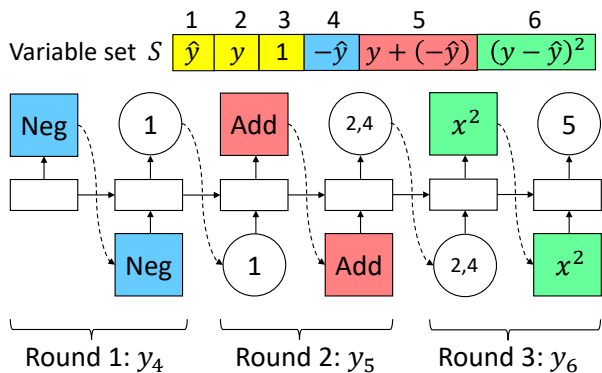 1 2 3 4 5 6
Variable set S ŷ y 1 −ŷ y + (−ŷ) (y − ŷ)²
Neg 1 Add 2,4 x² 5
Neg 1 Add 2,4 x²
Round 1: y₄ Round 2: y₅ Round 3: y₆